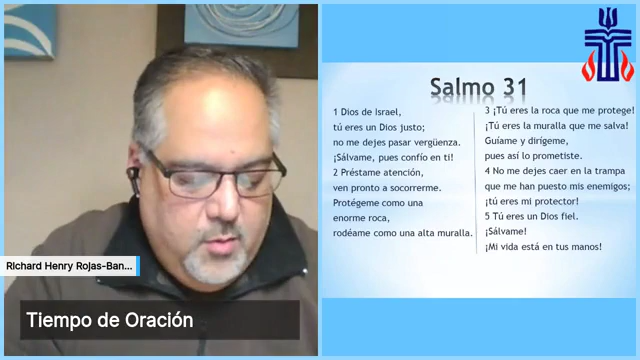 Salmo 31
1 Dios de Israel,
tú eres un Dios justo;
no me dejes pasar vergüenza.
¡Sálvame, pues confío en ti!
2 Préstame atención,
ven pronto a socorrerme.
Protégeme como una
enorme roca,
rodéame como una alta muralla.
3 ¡Tú eres la roca que me protege!
¡Tú eres la muralla que me salva!
Guíame y dirígeme,
pues así lo prometiste.
4 No me dejes caer en la trampa
que me han puesto mis enemigos;
¡tú eres mi protector!
5 Tú eres un Dios fiel.
¡Sálvame!
¡Mi vida está en tus manos!
Richard Henry Rojas-Ban...
Tiempo de Oración